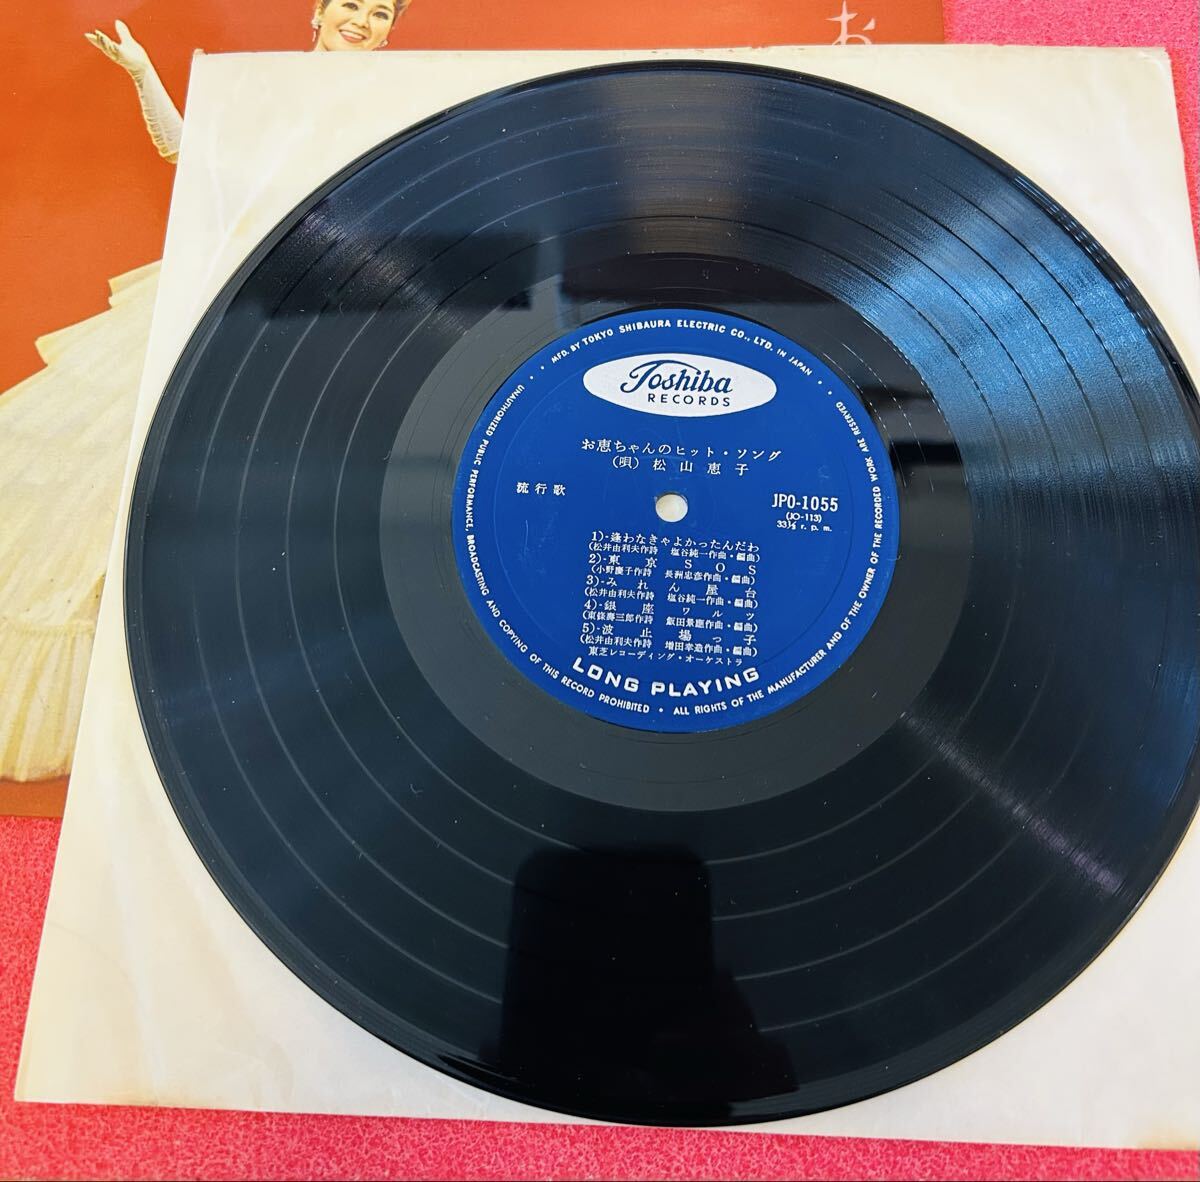 お
MFD. BY TOKYO SHIBAURA ELECTRIC CO., LTD. IN JAPAN
Toshiba
RECORDS
お恵ちゃんのヒット・ソング
(唄) 松山恵子
流行歌
JPO-1055
(JO-113)
33⅓ r. p. m.
1)-逢わなきゃよかったんだわ
(松井由利夫作詩 塩谷純一作曲・編曲)
2)-東京SOS
(小野慶子作詩 長洲忠彦作曲・編曲)
3)-みれん屋台
(松井由利夫作詩 塩谷純一作曲・編曲)
4)-銀座ワルツ
(東條壽三郎作詩 飯田景應作曲・編曲)
5)-波止場っ子
(松井由利夫作詩 増田幸造作曲・編曲)
東芝レコーディング・オーケストラ
LONG PLAYING
UNAUTHORIZED PUBLIC PERFORMANCE, BROADCASTING AND COPYING OF THIS RECORD PROHIBITED • ALL RIGHTS OF THE MANUFACTURER AND OF THE OWNER OF THE RECORDED WORK ARE RESERVED